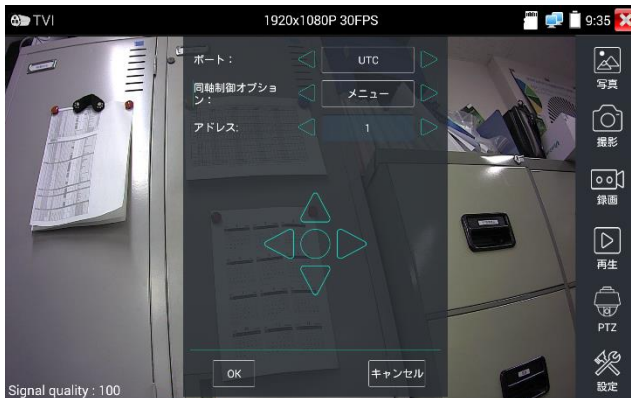 TVI
1920x1080P 30FPS
9:35
ポート：
UTC
同軸制御オプショ
ン：
メニュー
アドレス:
1
OK
キャンセル
写真
撮影
録画
再生
PTZ
設定
Signal quality : 100